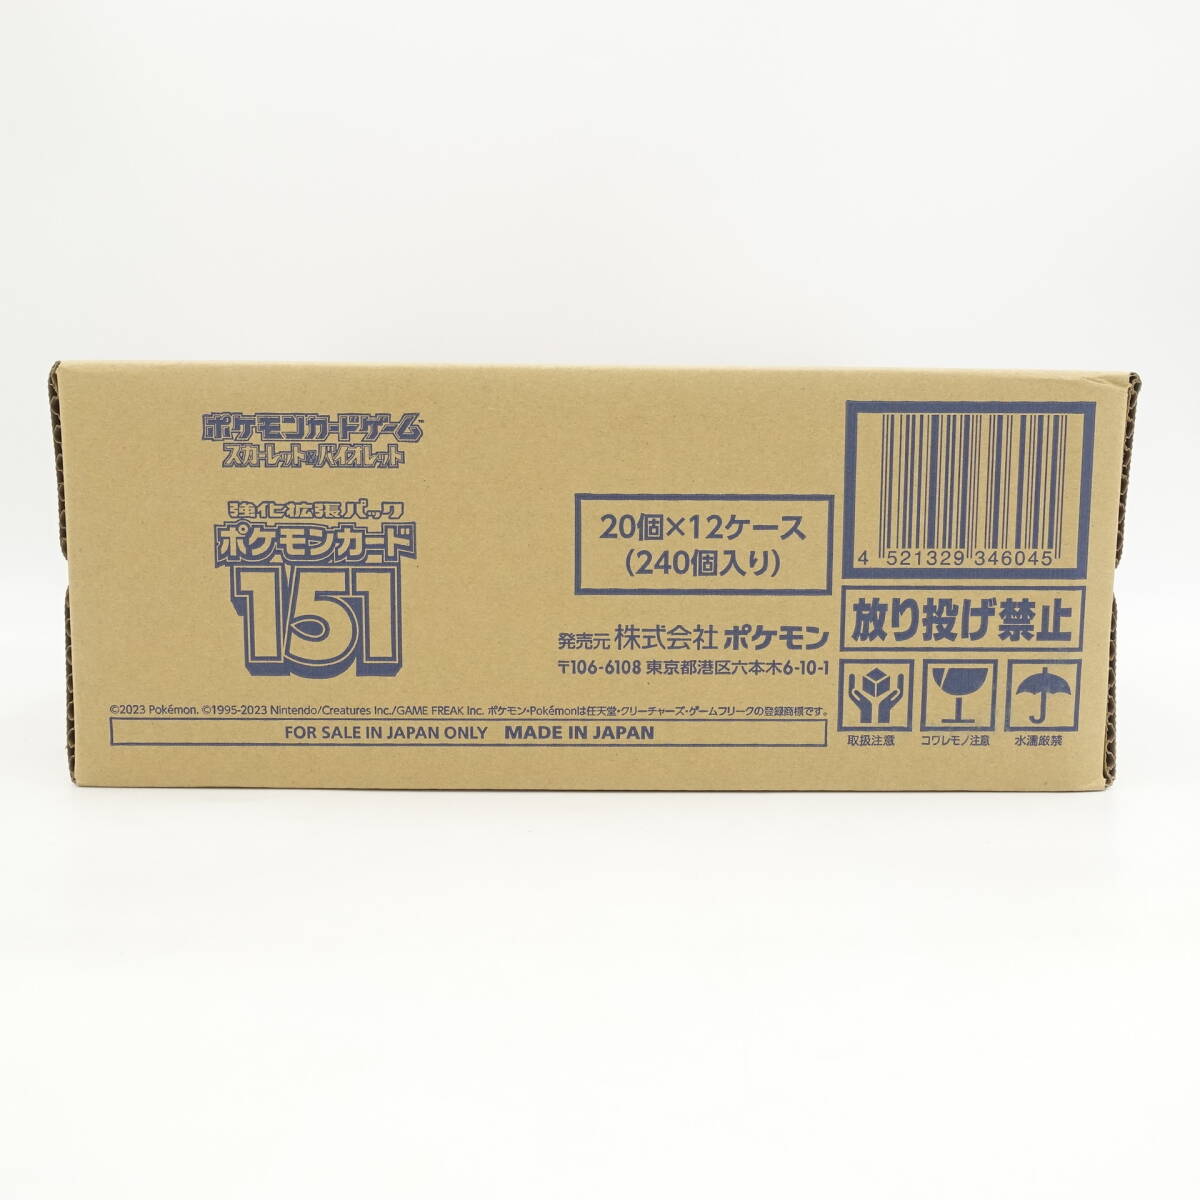 ポケモンカードゲーム™
スカーレット&バイオレット
強化拡張パック
ポケモンカード
151
20個×12ケース
(240個入り)
発売元 株式会社 ポケモン
〒106-6108 東京都港区六本木6-10-1
©2023 Pokémon. ©1995-2023 Nintendo/Creatures Inc./GAME FREAK Inc. ポケモン・Pokémonは任天堂・クリーチャーズ・ゲームフリークの登録商標です。
FOR SALE IN JAPAN ONLY MADE IN JAPAN
4 521329 346045
放り投げ禁止
取扱注意 コワレモノ注意 水濡厳禁